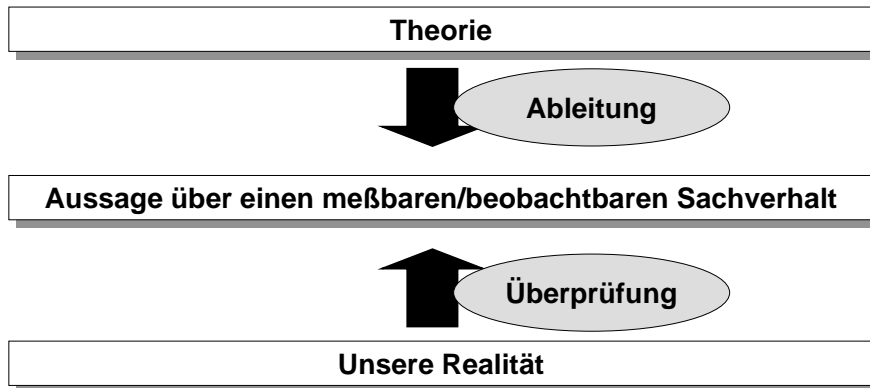 Theorie
Ableitung
Aussage über einen meßbaren/beobachtbaren Sachverhalt
Überprüfung
Unsere Realität